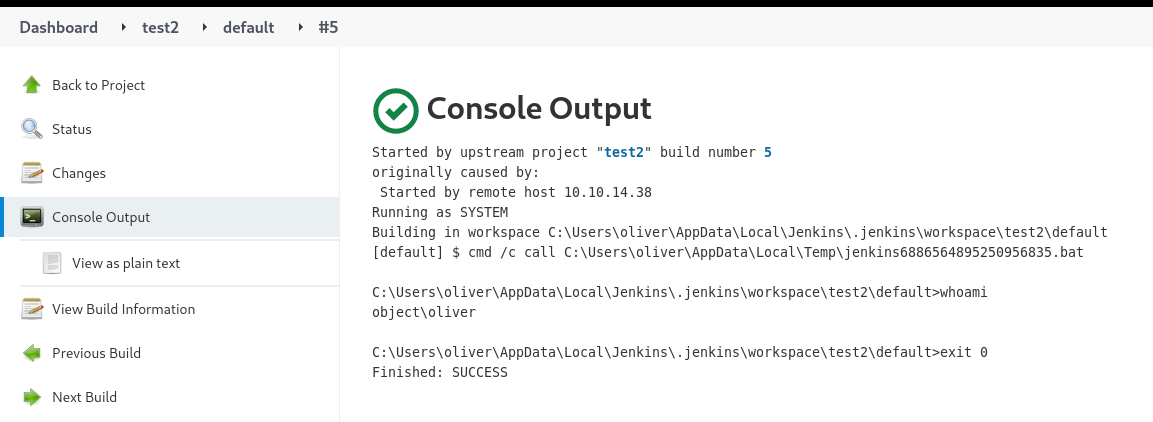 Dashboard test2 default #5
Back to Project
Status
Changes
Console Output
View as plain text
View Build Information
Previous Build
Next Build
Console Output
Started by upstream project "test2" build number 5
originally caused by:
Started by remote host 10.10.14.38
Running as SYSTEM
Building in workspace C:\Users\oliver\AppData\Local\Jenkins\.jenkins\workspace\test2\default
[default] $ cmd /c call C:\Users\oliver\AppData\Local\Temp\jenkins6886564895250956835.bat
C:\Users\oliver\AppData\Local\Jenkins\.jenkins\workspace\test2\default>whoami
object\oliver
C:\Users\oliver\AppData\Local\Jenkins\.jenkins\workspace\test2\default>exit 0
Finished: SUCCESS